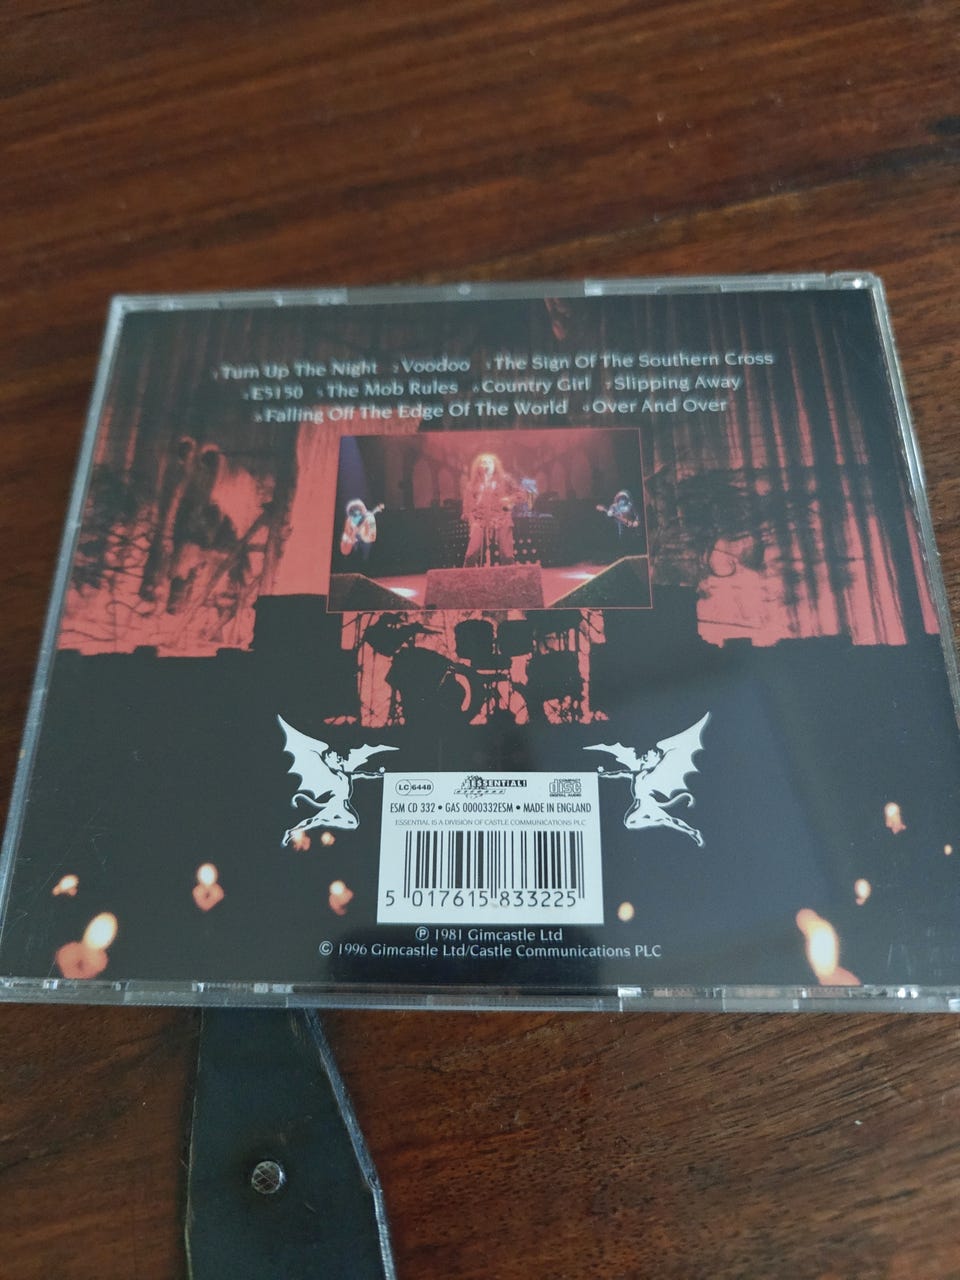 1 Turn Up The Night 2 Voodoo 3 The Sign Of The Southern Cross
4 E5150 5 The Mob Rules 6 Country Girl 7 Slipping Away
8 Falling Off The Edge Of The World 9 Over And Over
LC 6448 ESSENTIAL! COMPACT disc DIGITAL AUDIO
ESM CD 332 • GAS 0000332ESM • MADE IN ENGLAND
ESSENTIAL IS A DIVISION OF CASTLE COMMUNICATIONS PLC
5 017615 833225
℗ 1981 Gimcastle Ltd
© 1996 Gimcastle Ltd/Castle Communications PLC